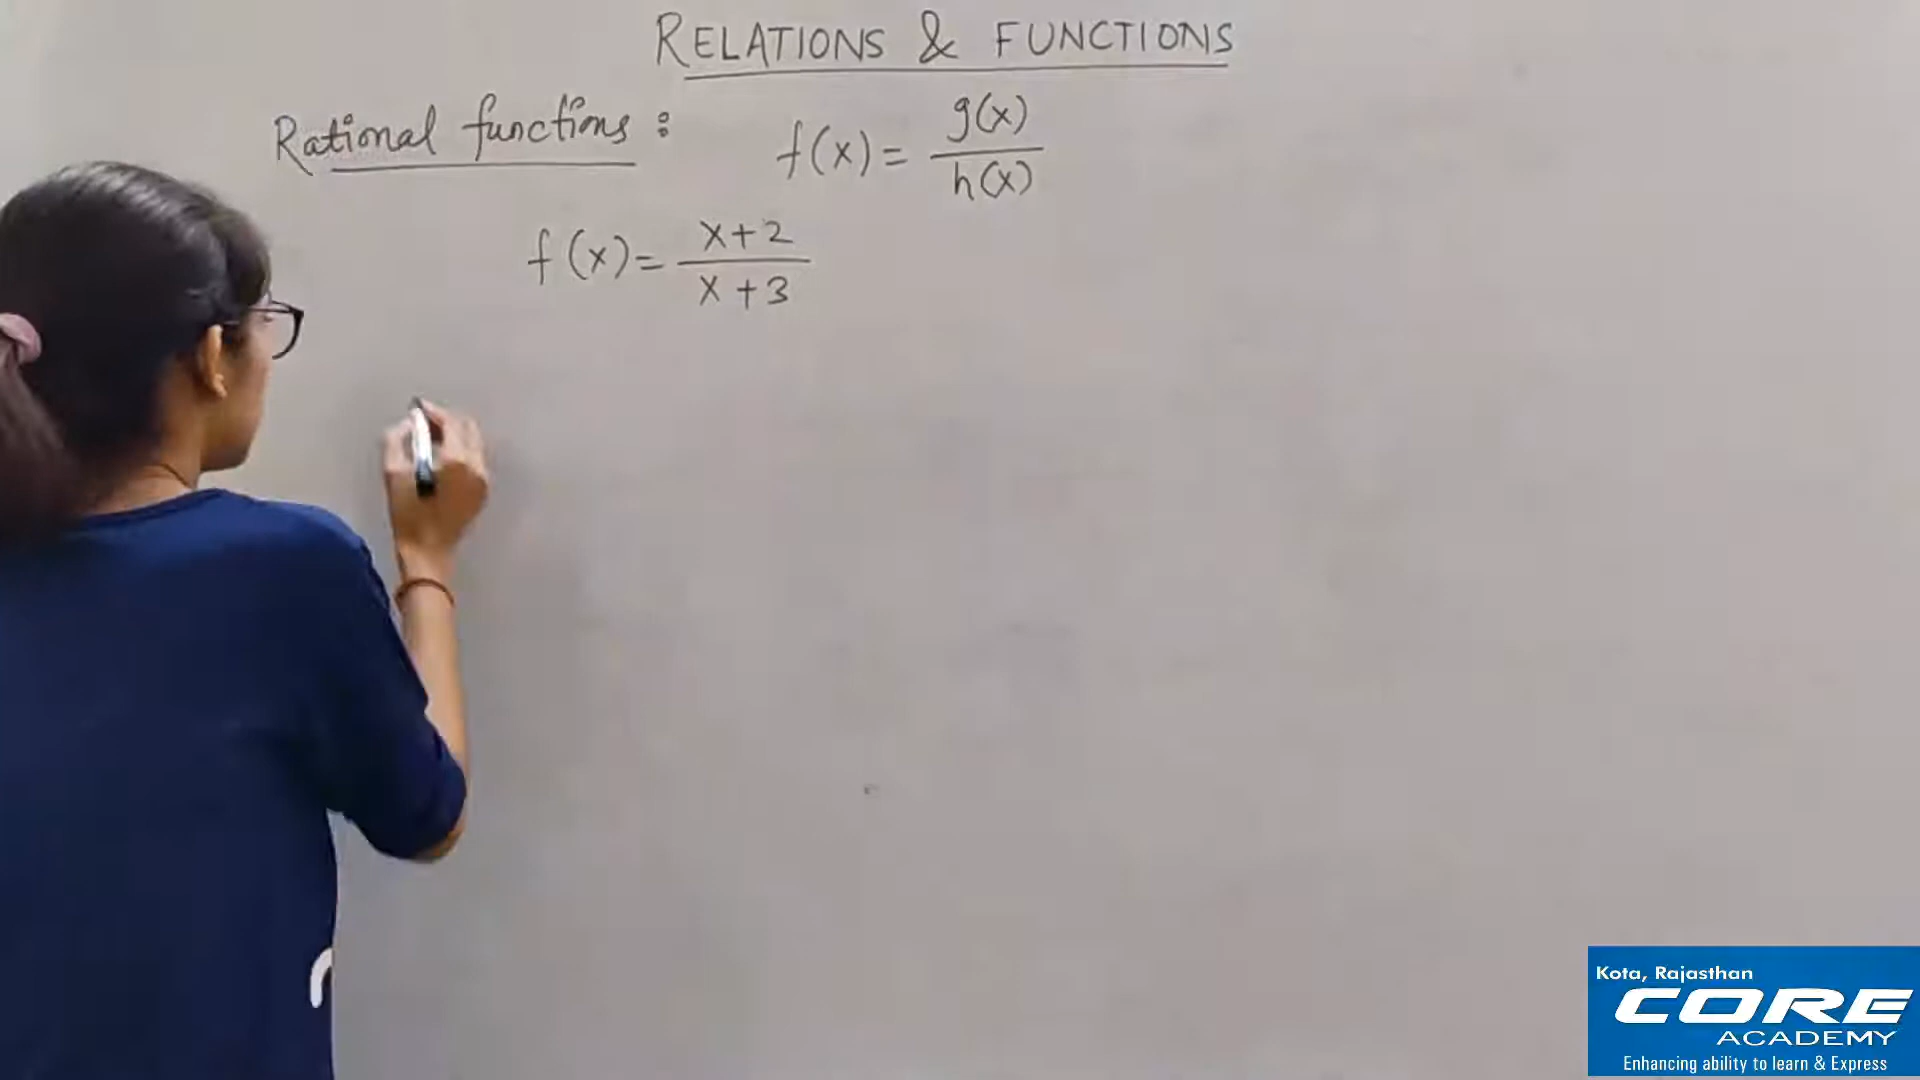 RELATIONS & FUNCTIONS
Rational functions : f(x) = g(x)/h(x)
f(x) = x+2/x+3
Kota, Rajasthan
CORE
ACADEMY
Enhancing ability to learn & Express